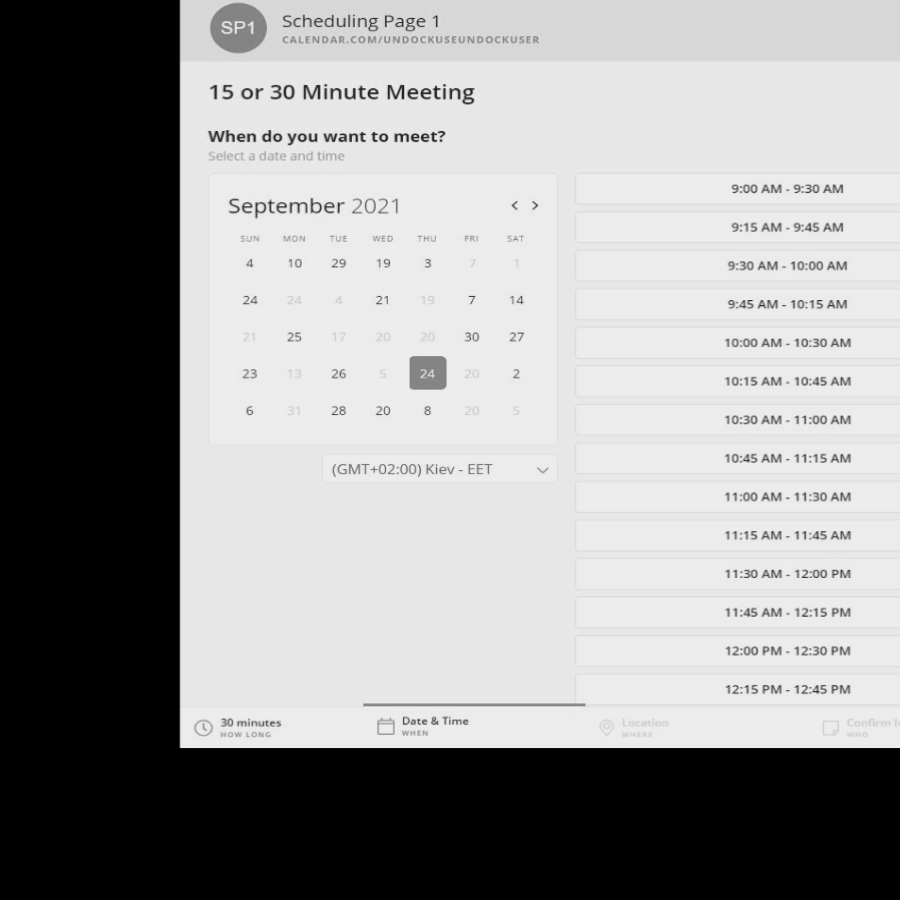 SP1
Scheduling Page 1
CALENDAR.COM/UNDOCKUSEUNDOCKUSER
15 or 30 Minute Meeting
When do you want to meet?
Select a date and time
September 2021
SUN MON TUE WED THU FRI SAT
4 10 29 19 3 7 1
24 24 4 21 19 7 14
21 25 17 20 20 30 27
23 13 26 5 24 20 2
6 31 28 20 8 20 5
(GMT+02:00) Kiev - EET
9:00 AM - 9:30 AM
9:15 AM - 9:45 AM
9:30 AM - 10:00 AM
9:45 AM - 10:15 AM
10:00 AM - 10:30 AM
10:15 AM - 10:45 AM
10:30 AM - 11:00 AM
10:45 AM - 11:15 AM
11:00 AM - 11:30 AM
11:15 AM - 11:45 AM
11:30 AM - 12:00 PM
11:45 AM - 12:15 PM
12:00 PM - 12:30 PM
12:15 PM - 12:45 PM
30 minutes
HOW LONG
Date & Time
WHEN
Location
WHERE
Confirm
WHO